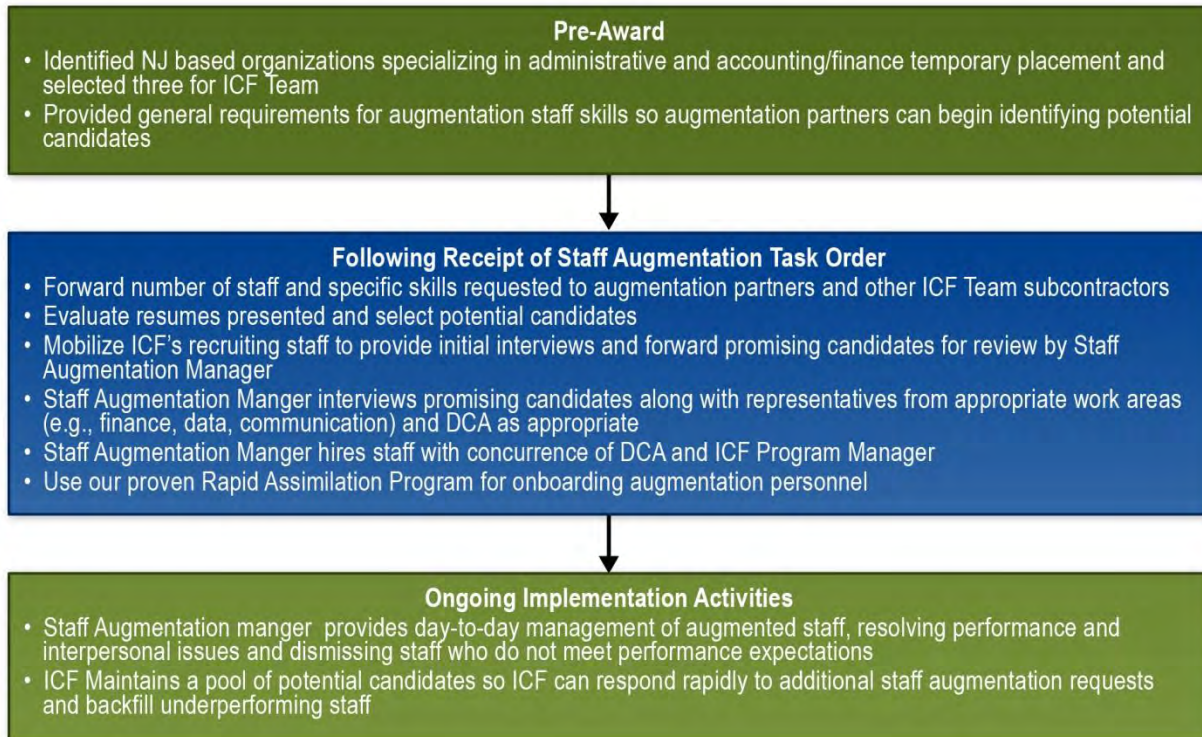 Pre-Award
• Identified NJ based organizations specializing in administrative and accounting/finance temporary placement and
selected three for ICF Team
• Provided general requirements for augmentation staff skills so augmentation partners can begin identifying potential
candidates
Following Receipt of Staff Augmentation Task Order
• Forward number of staff and specific skills requested to augmentation partners and other ICF Team subcontractors
• Evaluate resumes presented and select potential candidates
• Mobilize ICF's recruiting staff to provide initial interviews and forward promising candidates for review by Staff
Augmentation Manager
• Staff Augmentation Manger interviews promising candidates along with representatives from appropriate work areas
(e.g., finance, data, communication) and DCA as appropriate
• Staff Augmentation Manger hires staff with concurrence of DCA and ICF Program Manager
• Use our proven Rapid Assimilation Program for onboarding augmentation personnel
Ongoing Implementation Activities
• Staff Augmentation manger  provides day-to-day management of augmented staff, resolving performance and
interpersonal issues and dismissing staff who do not meet performance expectations
• ICF Maintains a pool of potential candidates so ICF can respond rapidly to additional staff augmentation requests
and backfill underperforming staff